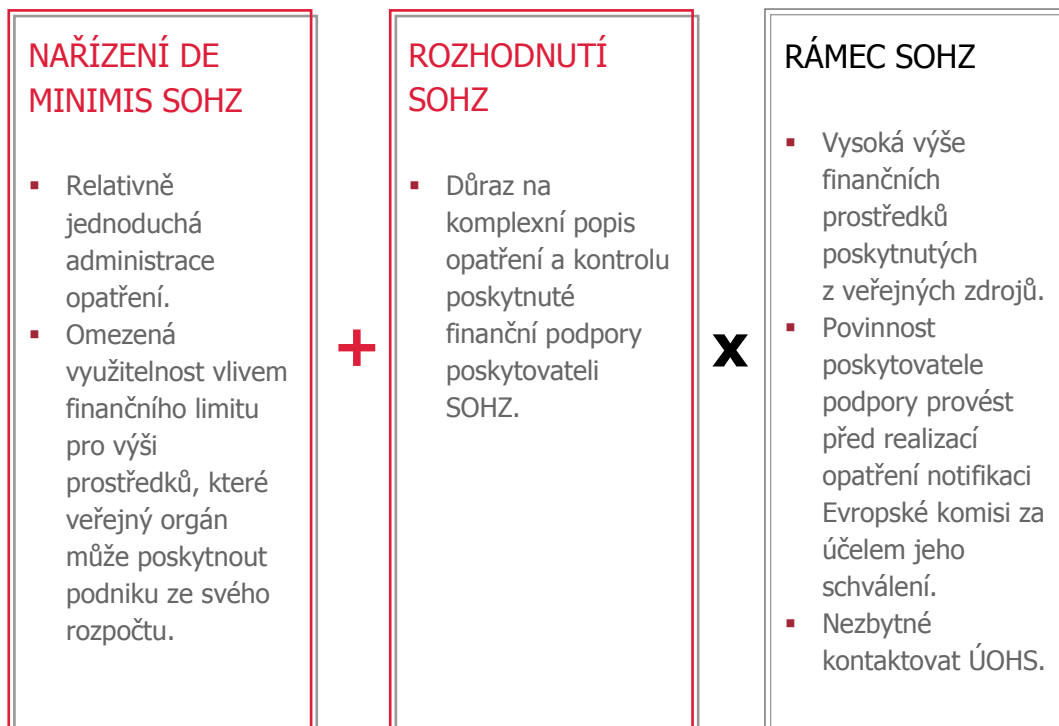 NAŘÍZENÍ DE
MINIMIS SOHZ
▪ Relativně
jednoduchá
administrace
opatření.
▪ Omezená
využitelnost vlivem
finančního limitu
pro výši
prostředků, které
veřejný orgán
může poskytnout
podniku ze svého
rozpočtu.
+
ROZHODNUTÍ
SOHZ
▪ Důraz na
komplexní popis
opatření a kontrolu
poskytnuté
finanční podpory
poskytovateli
SOHZ.
x
RÁMEC SOHZ
▪ Vysoká výše
finančních
prostředků
poskytnutých
z veřejných zdrojů.
▪ Povinnost
poskytovatele
podpory provést
před realizací
opatření notifikaci
Evropské komisi za
účelem jeho
schválení.
▪ Nezbytné
kontaktovat ÚOHS.